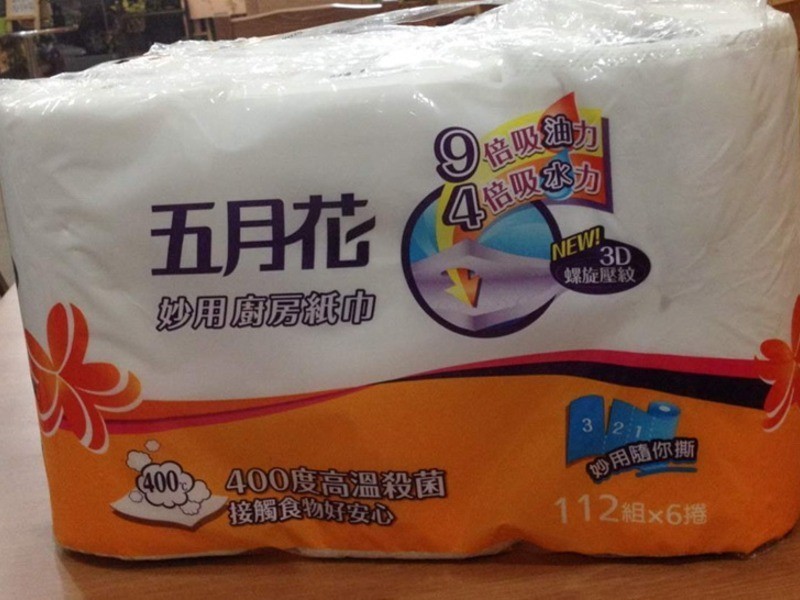 9倍吸油力
4倍吸水力
五月花
妙用廚房紙巾
NEW!
3D
螺旋壓紋
3 2 1
妙用隨你撕
400℃
400度高溫殺菌
接觸食物好安心
112組×6捲